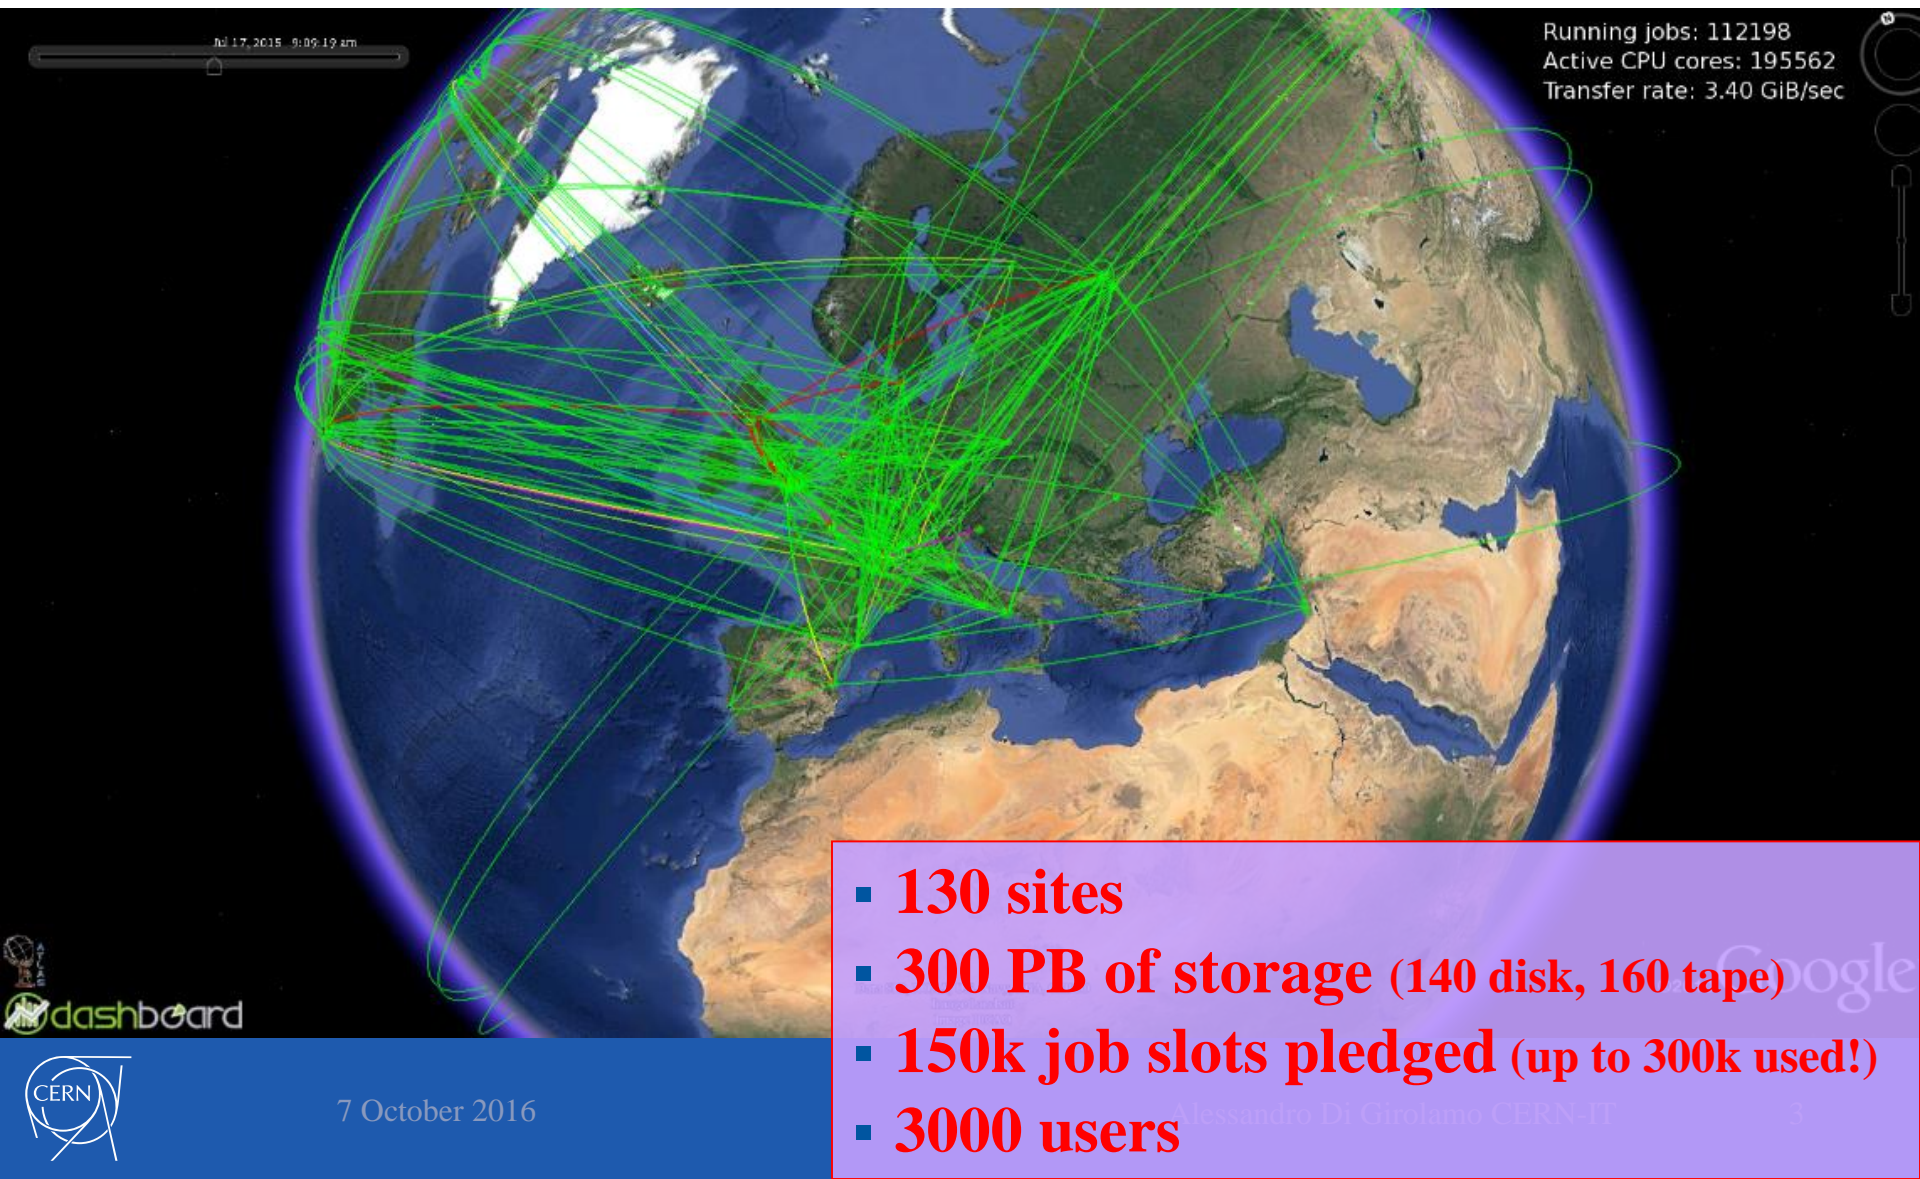 Jul 17, 2015 9:09:19 am
Running jobs: 112198
Active CPU cores: 195562
Transfer rate: 3.40 GiB/sec
N
ATLAS
dashboard
Google
▪ 130 sites
▪ 300 PB of storage (140 disk, 160 tape)
▪ 150k job slots pledged (up to 300k used!)
▪ 3000 users
CERN
7 October 2016
Alessandro Di Girolamo CERN-IT
3